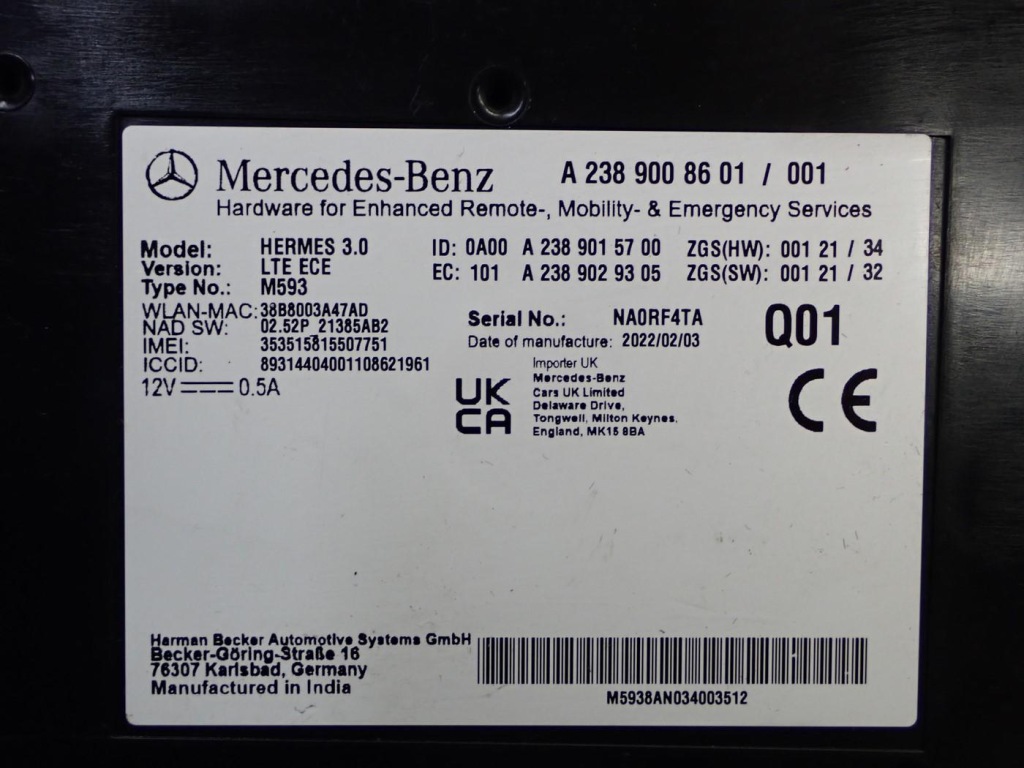 Mercedes-Benz A 238 900 86 01 / 001
Hardware for Enhanced Remote-, Mobility- & Emergency Services
Model: HERMES 3.0 ID: 0A00 A 238 901 57 00 ZGS(HW): 001 21 / 34
Version: LTE ECE EC: 101 A 238 902 93 05 ZGS(SW): 001 21 / 32
Type No.: M593
WLAN-MAC: 38B8003A47AD
NAD SW: 02.52P_21385AB2
IMEI: 353515815507751
ICCID: 89314404001108621961
12V 0.5A
Serial No.: NA0RF4TA Q01
Date of manufacture: 2022/02/03
UK
CA
Importer UK
Mercedes-Benz
Cars UK Limited
Delaware Drive,
Tongwell, Milton Keynes,
England, MK15 8BA
CE
Harman Becker Automotive Systems GmbH
Becker-Göring-Straße 16
76307 Karlsbad, Germany
Manufactured in India
M5938AN034003512